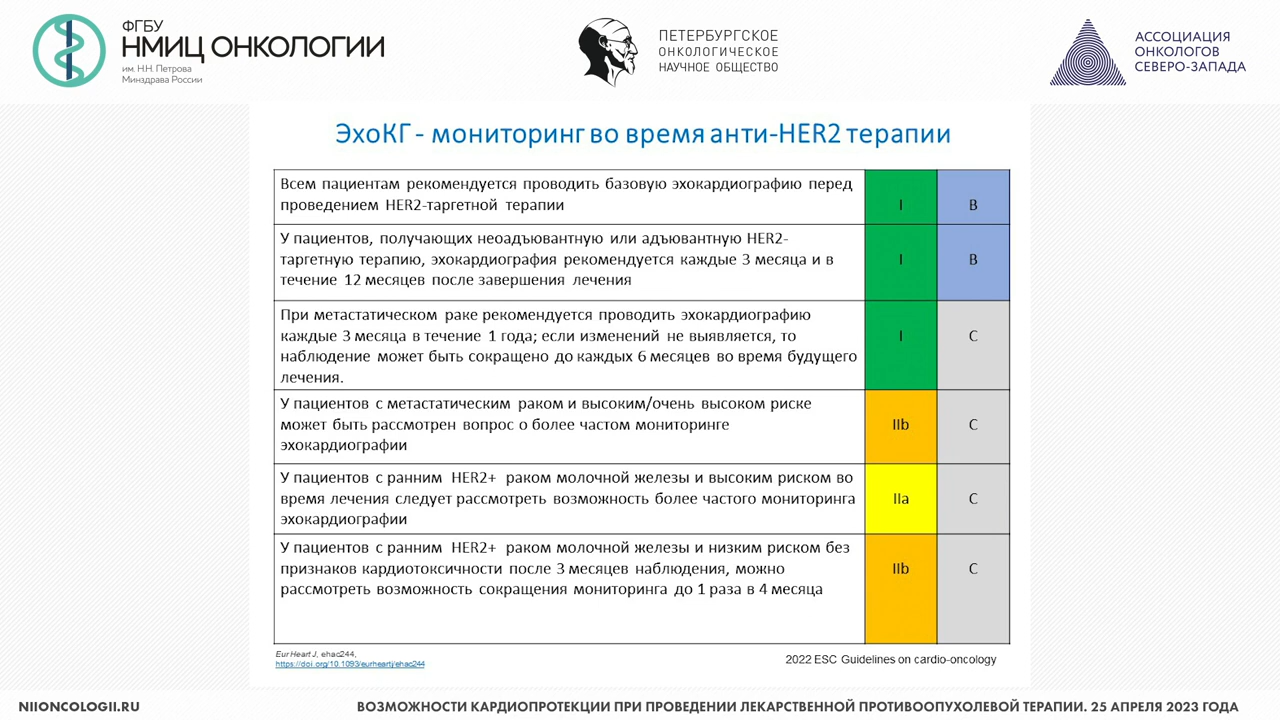 ФГБУ
НМИЦ ОНКОЛОГИИ
им. Н.Н. Петрова
Минздрава России
ПЕТЕРБУРГСКОЕ
ОНКОЛОГИЧЕСКОЕ
НАУЧНОЕ ОБЩЕСТВО
АССОЦИАЦИЯ
ОНКОЛОГОВ
СЕВЕРО-ЗАПАДА
ЭхоКГ - мониторинг во время анти-HER2 терапии
Всем пациентам рекомендуется проводить базовую эхокардиографию перед
проведением HER2-таргетной терапии
I
B
У пациентов, получающих неоадъювантную или адъювантную HER2-
таргетную терапию, эхокардиография рекомендуется каждые 3 месяца и в
течение 12 месяцев после завершения лечения
I
B
При метастатическом раке рекомендуется проводить эхокардиографию
каждые 3 месяца в течение 1 года; если изменений не выявляется, то
наблюдение может быть сокращено до каждых 6 месяцев во время будущего
лечения.
I
C
У пациентов с метастатическим раком и высоким/очень высоком риске
может быть рассмотрен вопрос о более частом мониторинге
эхокардиографии
IIb
C
У пациентов с ранним HER2+ раком молочной железы и высоким риском во
время лечения следует рассмотреть возможность более частого мониторинга
эхокардиографии
IIa
C
У пациентов с ранним HER2+ раком молочной железы и низким риском без
признаков кардиотоксичности после 3 месяцев наблюдения, можно
рассмотреть возможность сокращения мониторинга до 1 раза в 4 месяца
IIb
C
Eur Heart J, ehac244,
https://doi.org/10.1093/eurheartj/ehac244
2022 ESC Guidelines on cardio-oncology
NIIONCOLOGII.RU
ВОЗМОЖНОСТИ КАРДИОПРОТЕКЦИИ ПРИ ПРОВЕДЕНИИ ЛЕКАРСТВЕННОЙ ПРОТИВООПУХОЛЕВОЙ ТЕРАПИИ. 25 АПРЕЛЯ 2023 ГОДА